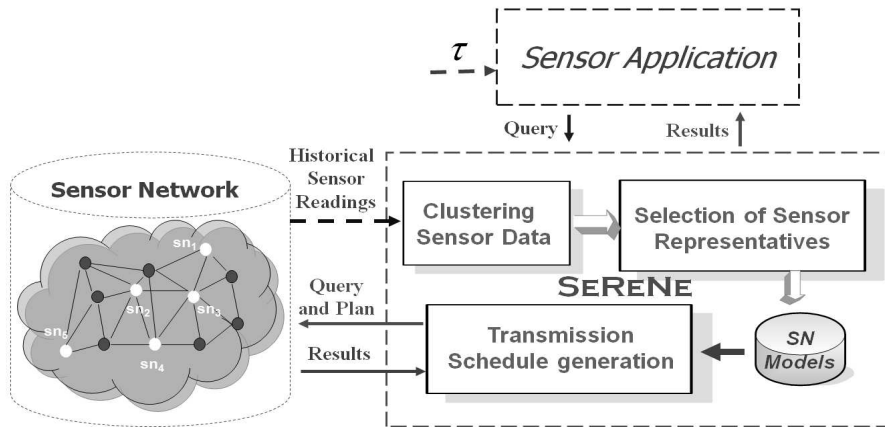 τ
Sensor Application
Query
Results
Sensor Network
Historical
Sensor
Readings
Clustering
Sensor Data
Selection of Sensor
Representatives
SeReNe
sn1
sn2
sn3
sn4
sn5
Query
and Plan
Results
Transmission
Schedule generation
SN
Models